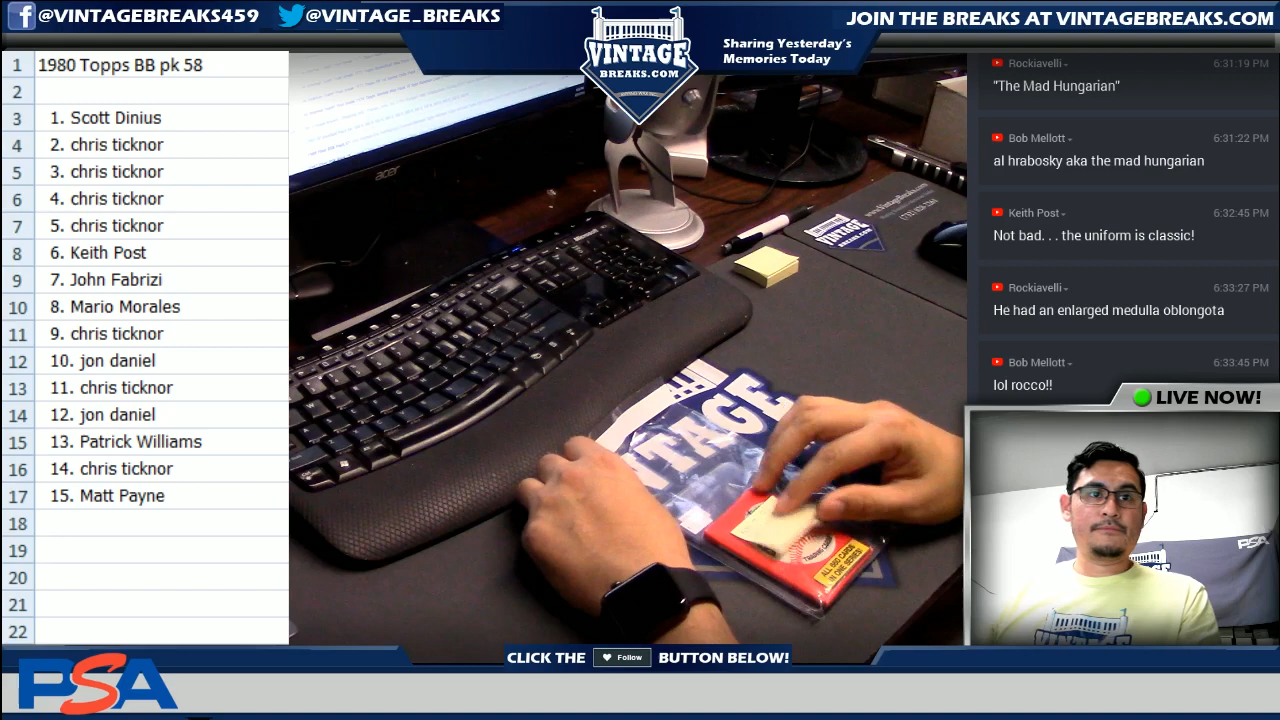 @VINTAGEBREAKS459
@VINTAGE_BREAKS
VINTAGE
BREAKS.COM
Sharing Yesterday's
Memories Today
JOIN THE BREAKS AT VINTAGEBREAKS.COM
1 1980 Topps BB pk 58
2
3 1. Scott Dinius
4 2. chris ticknor
5 3. chris ticknor
6 4. chris ticknor
7 5. chris ticknor
8 6. Keith Post
9 7. John Fabrizi
10 8. Mario Morales
11 9. chris ticknor
12 10. jon daniel
13 11. chris ticknor
14 12. jon daniel
15 13. Patrick Williams
16 14. chris ticknor
17 15. Matt Payne
18
19
20
21
22
acer
www.VintageBreaks.com
VINTAGE
BREAKS.COM
VINTAGE
ALL 660 CARDS
IN ONE SERIES!
Rockiavelli 6:31:19 PM
"The Mad Hungarian"
Bob Mellott 6:31:22 PM
al hrabosky aka the mad hungarian
Keith Post 6:32:45 PM
Not bad. . . the uniform is classic!
Rockiavelli 6:33:27 PM
He had an enlarged medulla oblongota
Bob Mellott 6:33:45 PM
lol rocco!!
LIVE NOW!
PSA
VINTAGE
CLICK THE Follow BUTTON BELOW!
PSA